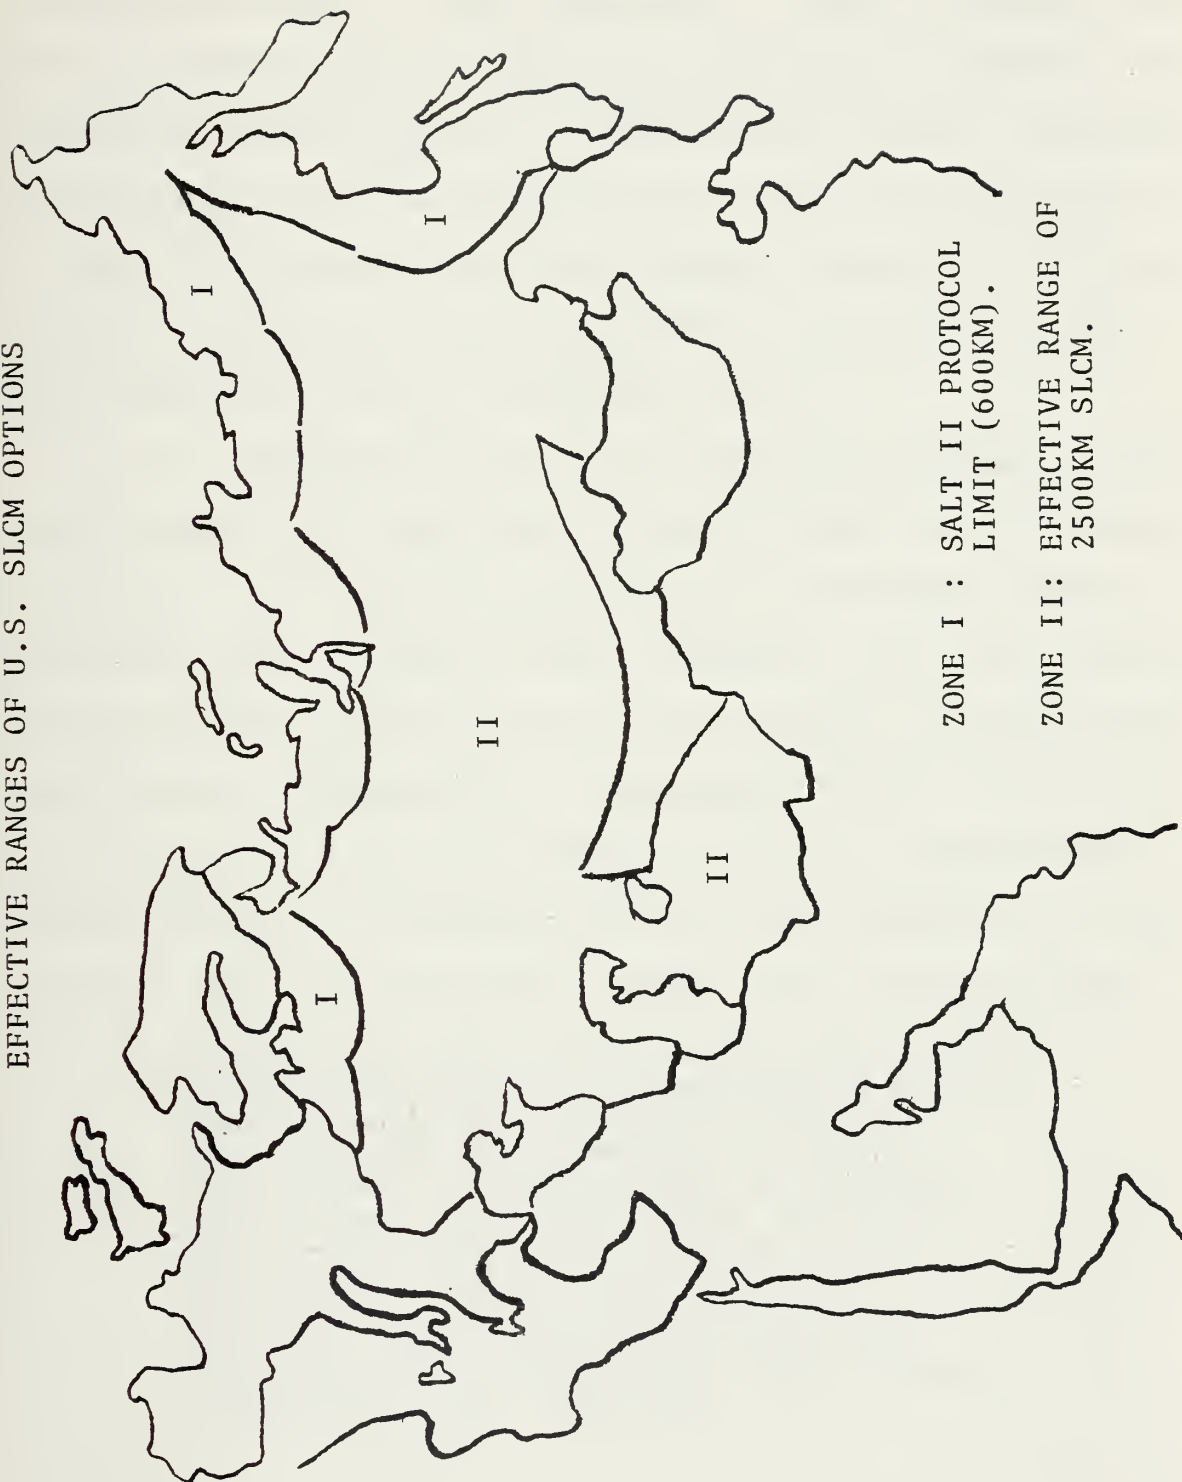 EFFECTIVE RANGES OF U.S. SLCM OPTIONS
I
I
I
II
II
ZONE I : SALT II PROTOCOL
LIMIT (600KM).
ZONE II: EFFECTIVE RANGE OF
2500KM SLCM.